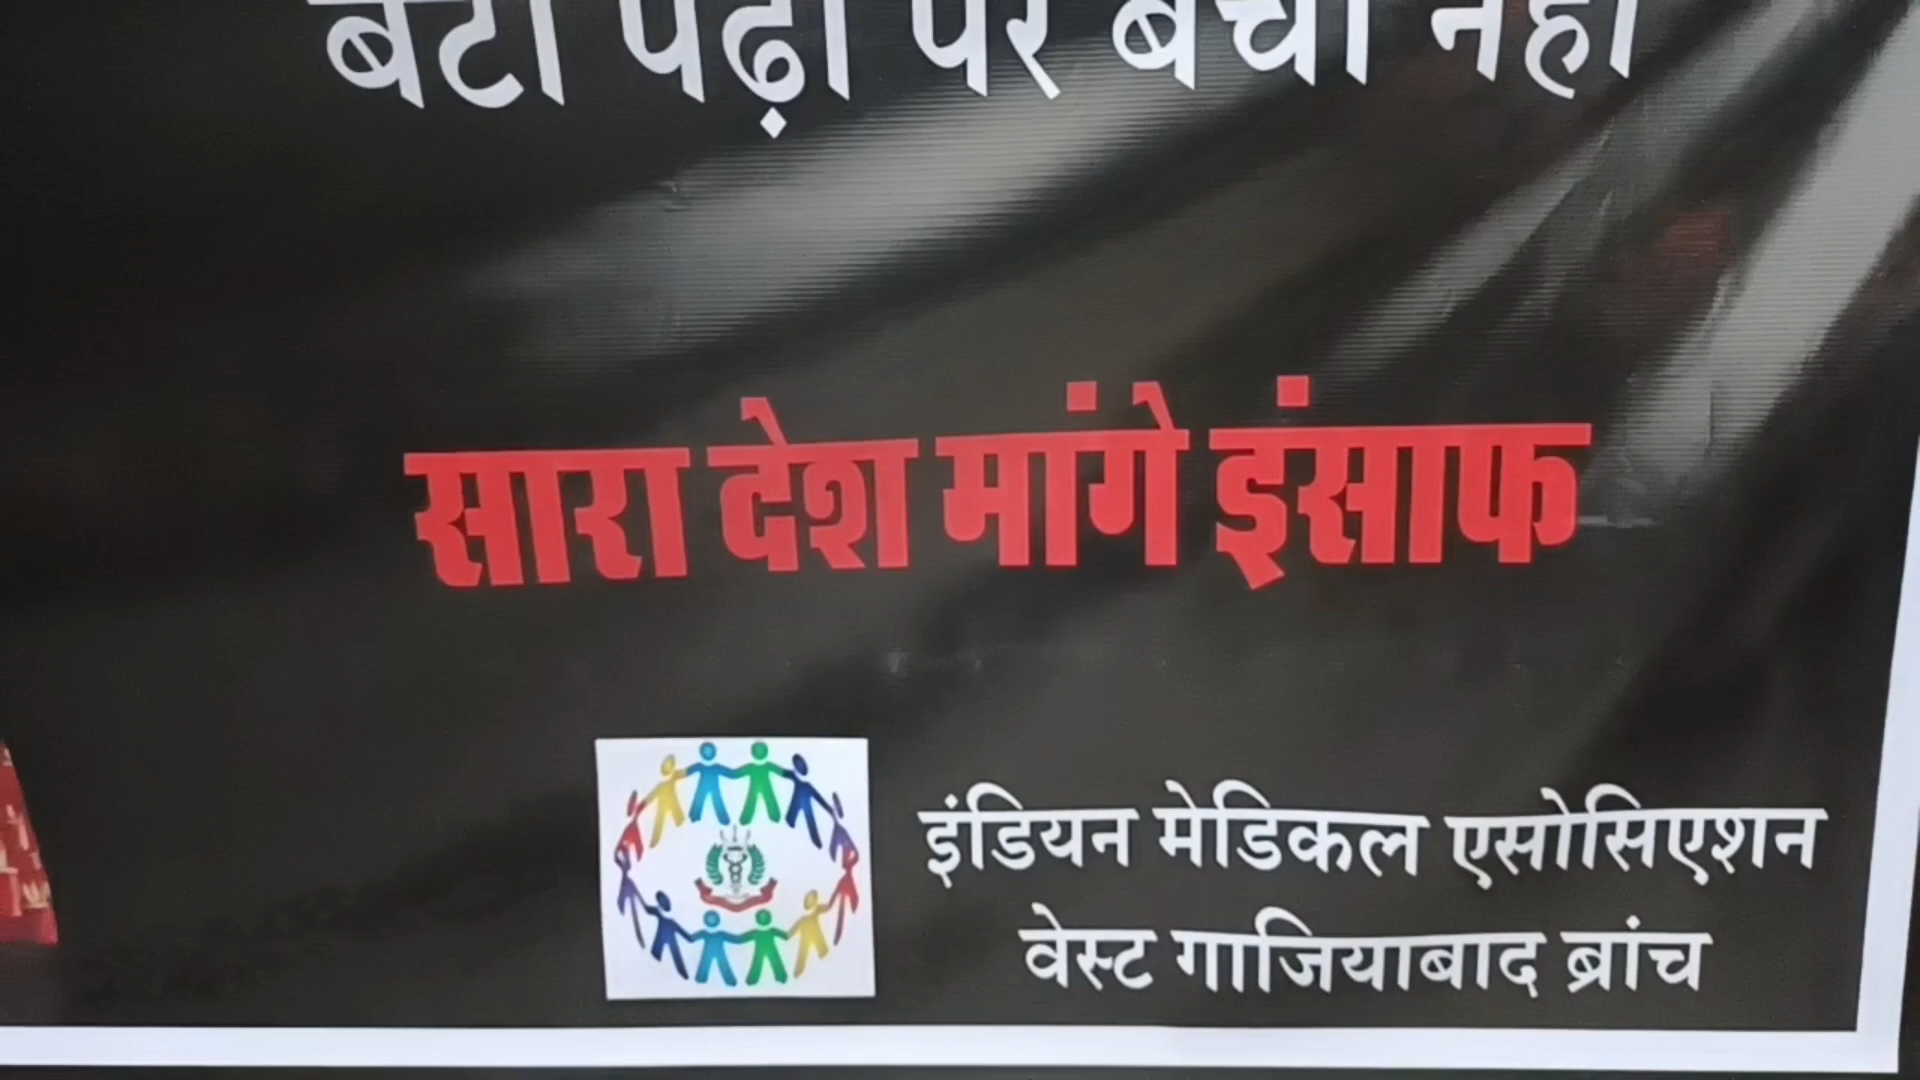 बेटी पढ़ी पर बची नहीं
सारा देश मांगे इंसाफ
इंडियन मेडिकल एसोसिएशन
वेस्ट गाजियाबाद ब्रांच